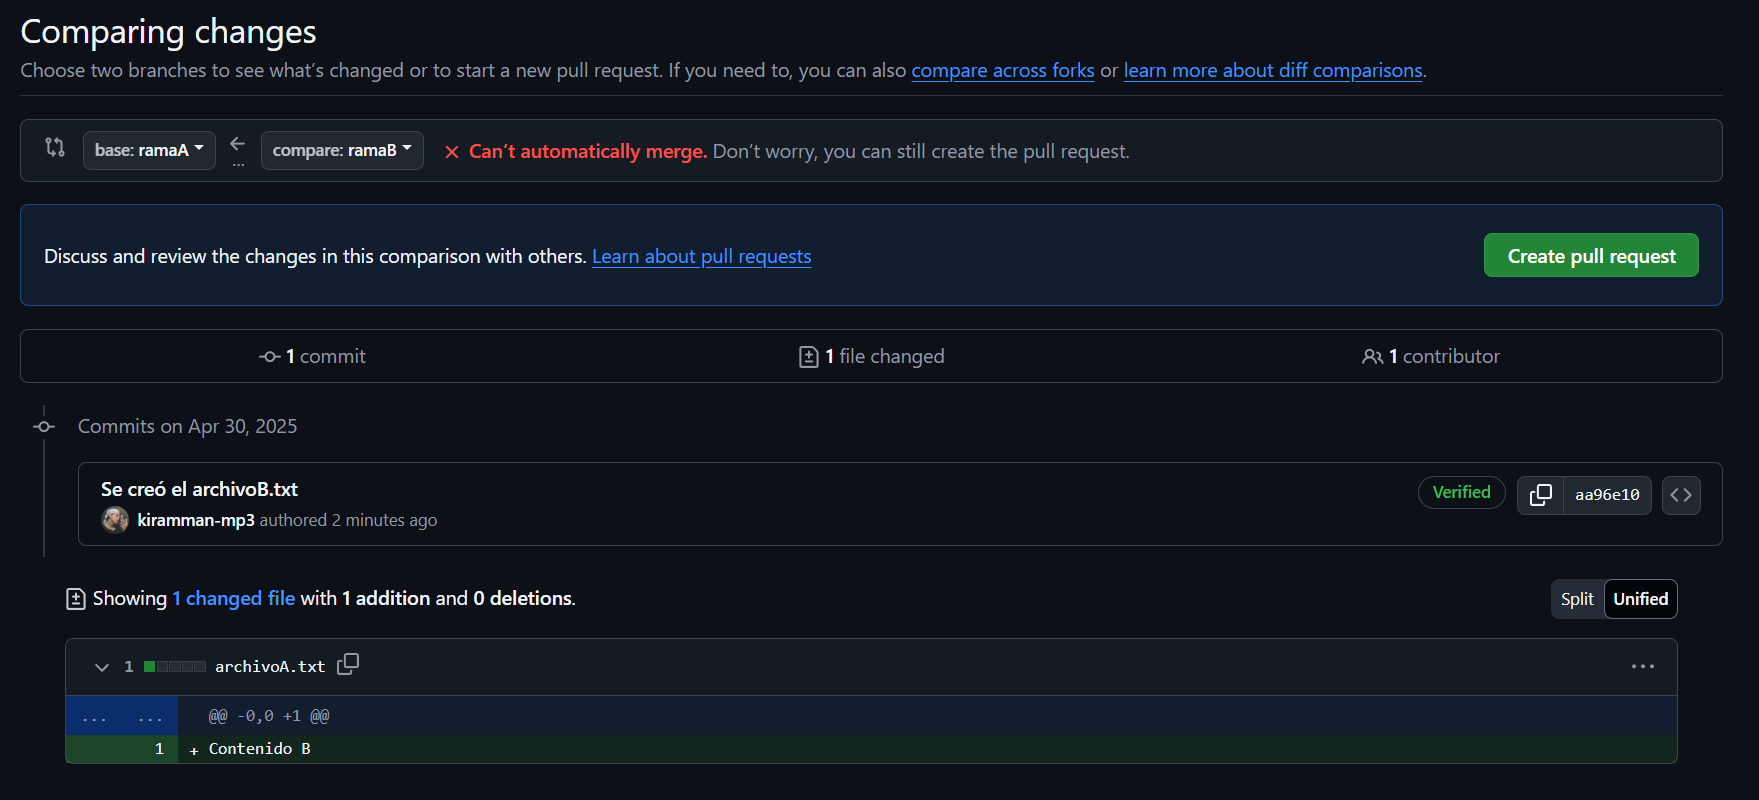 Comparing changes
Choose two branches to see what's changed or to start a new pull request. If you need to, you can also compare across forks or learn more about diff comparisons.
base: ramaA ... compare: ramaB Can't automatically merge. Don't worry, you can still create the pull request.
Discuss and review the changes in this comparison with others. Learn about pull requests Create pull request
1 commit 1 file changed 1 contributor
Commits on Apr 30, 2025
Se creó el archivoB.txt
kiramman-mp3 authored 2 minutes ago
Verified aa96e10
Showing 1 changed file with 1 addition and 0 deletions. Split Unified
1 archivoA.txt
... ... @@ -0,0 +1 @@
1 + Contenido B